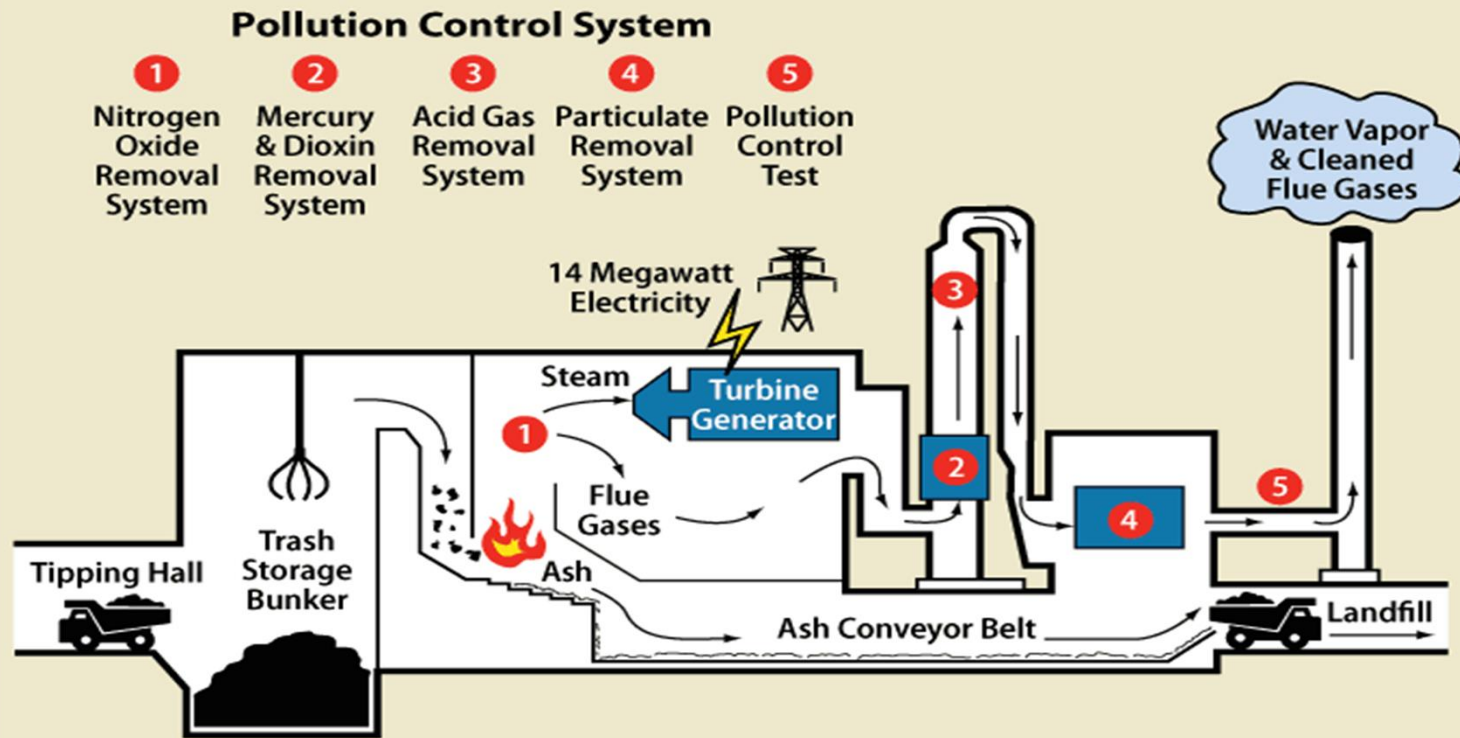 Pollution Control System
1
2
3
4
5
Nitrogen
Oxide
Removal
System
Mercury
& Dioxin
Removal
System
Acid Gas
Removal
System
Particulate
Removal
System
Pollution
Control
Test
Water Vapor
& Cleaned
Flue Gases
14 Megawatt
Electricity
3
Steam
Turbine
Generator
1
2
Flue
Gases
4
5
Tipping Hall
Trash
Storage
Bunker
Ash
Ash Conveyor Belt
Landfill